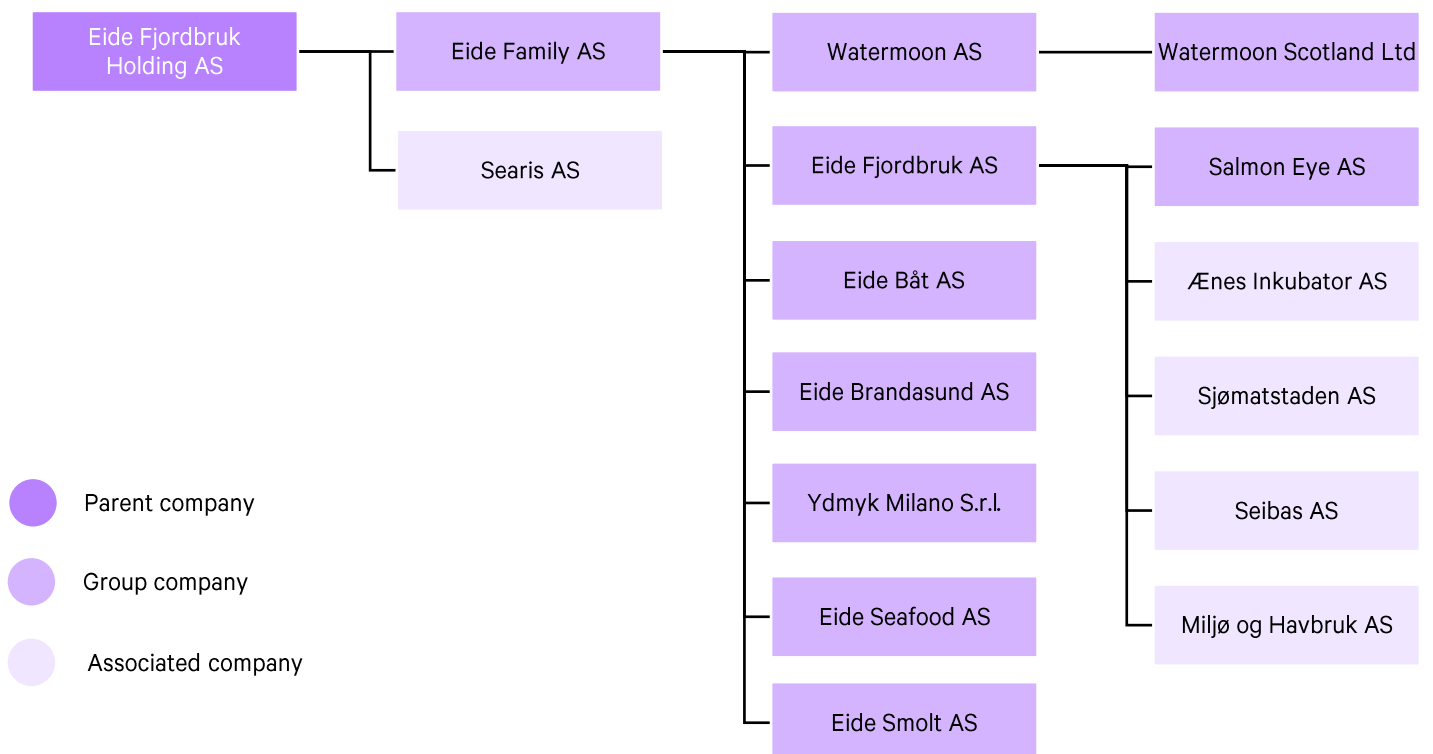 Eide Fjordbruk
Holding AS
Eide Family AS
Searis AS
Watermoon AS
Eide Fjordbruk AS
Eide Båt AS
Eide Brandasund AS
Ydmyk Milano S.r.l.
Eide Seafood AS
Eide Smolt AS
Watermoon Scotland Ltd
Salmon Eye AS
Ænes Inkubator AS
Sjømatstaden AS
Seibas AS
Miljø og Havbruk AS
Parent company
Group company
Associated company